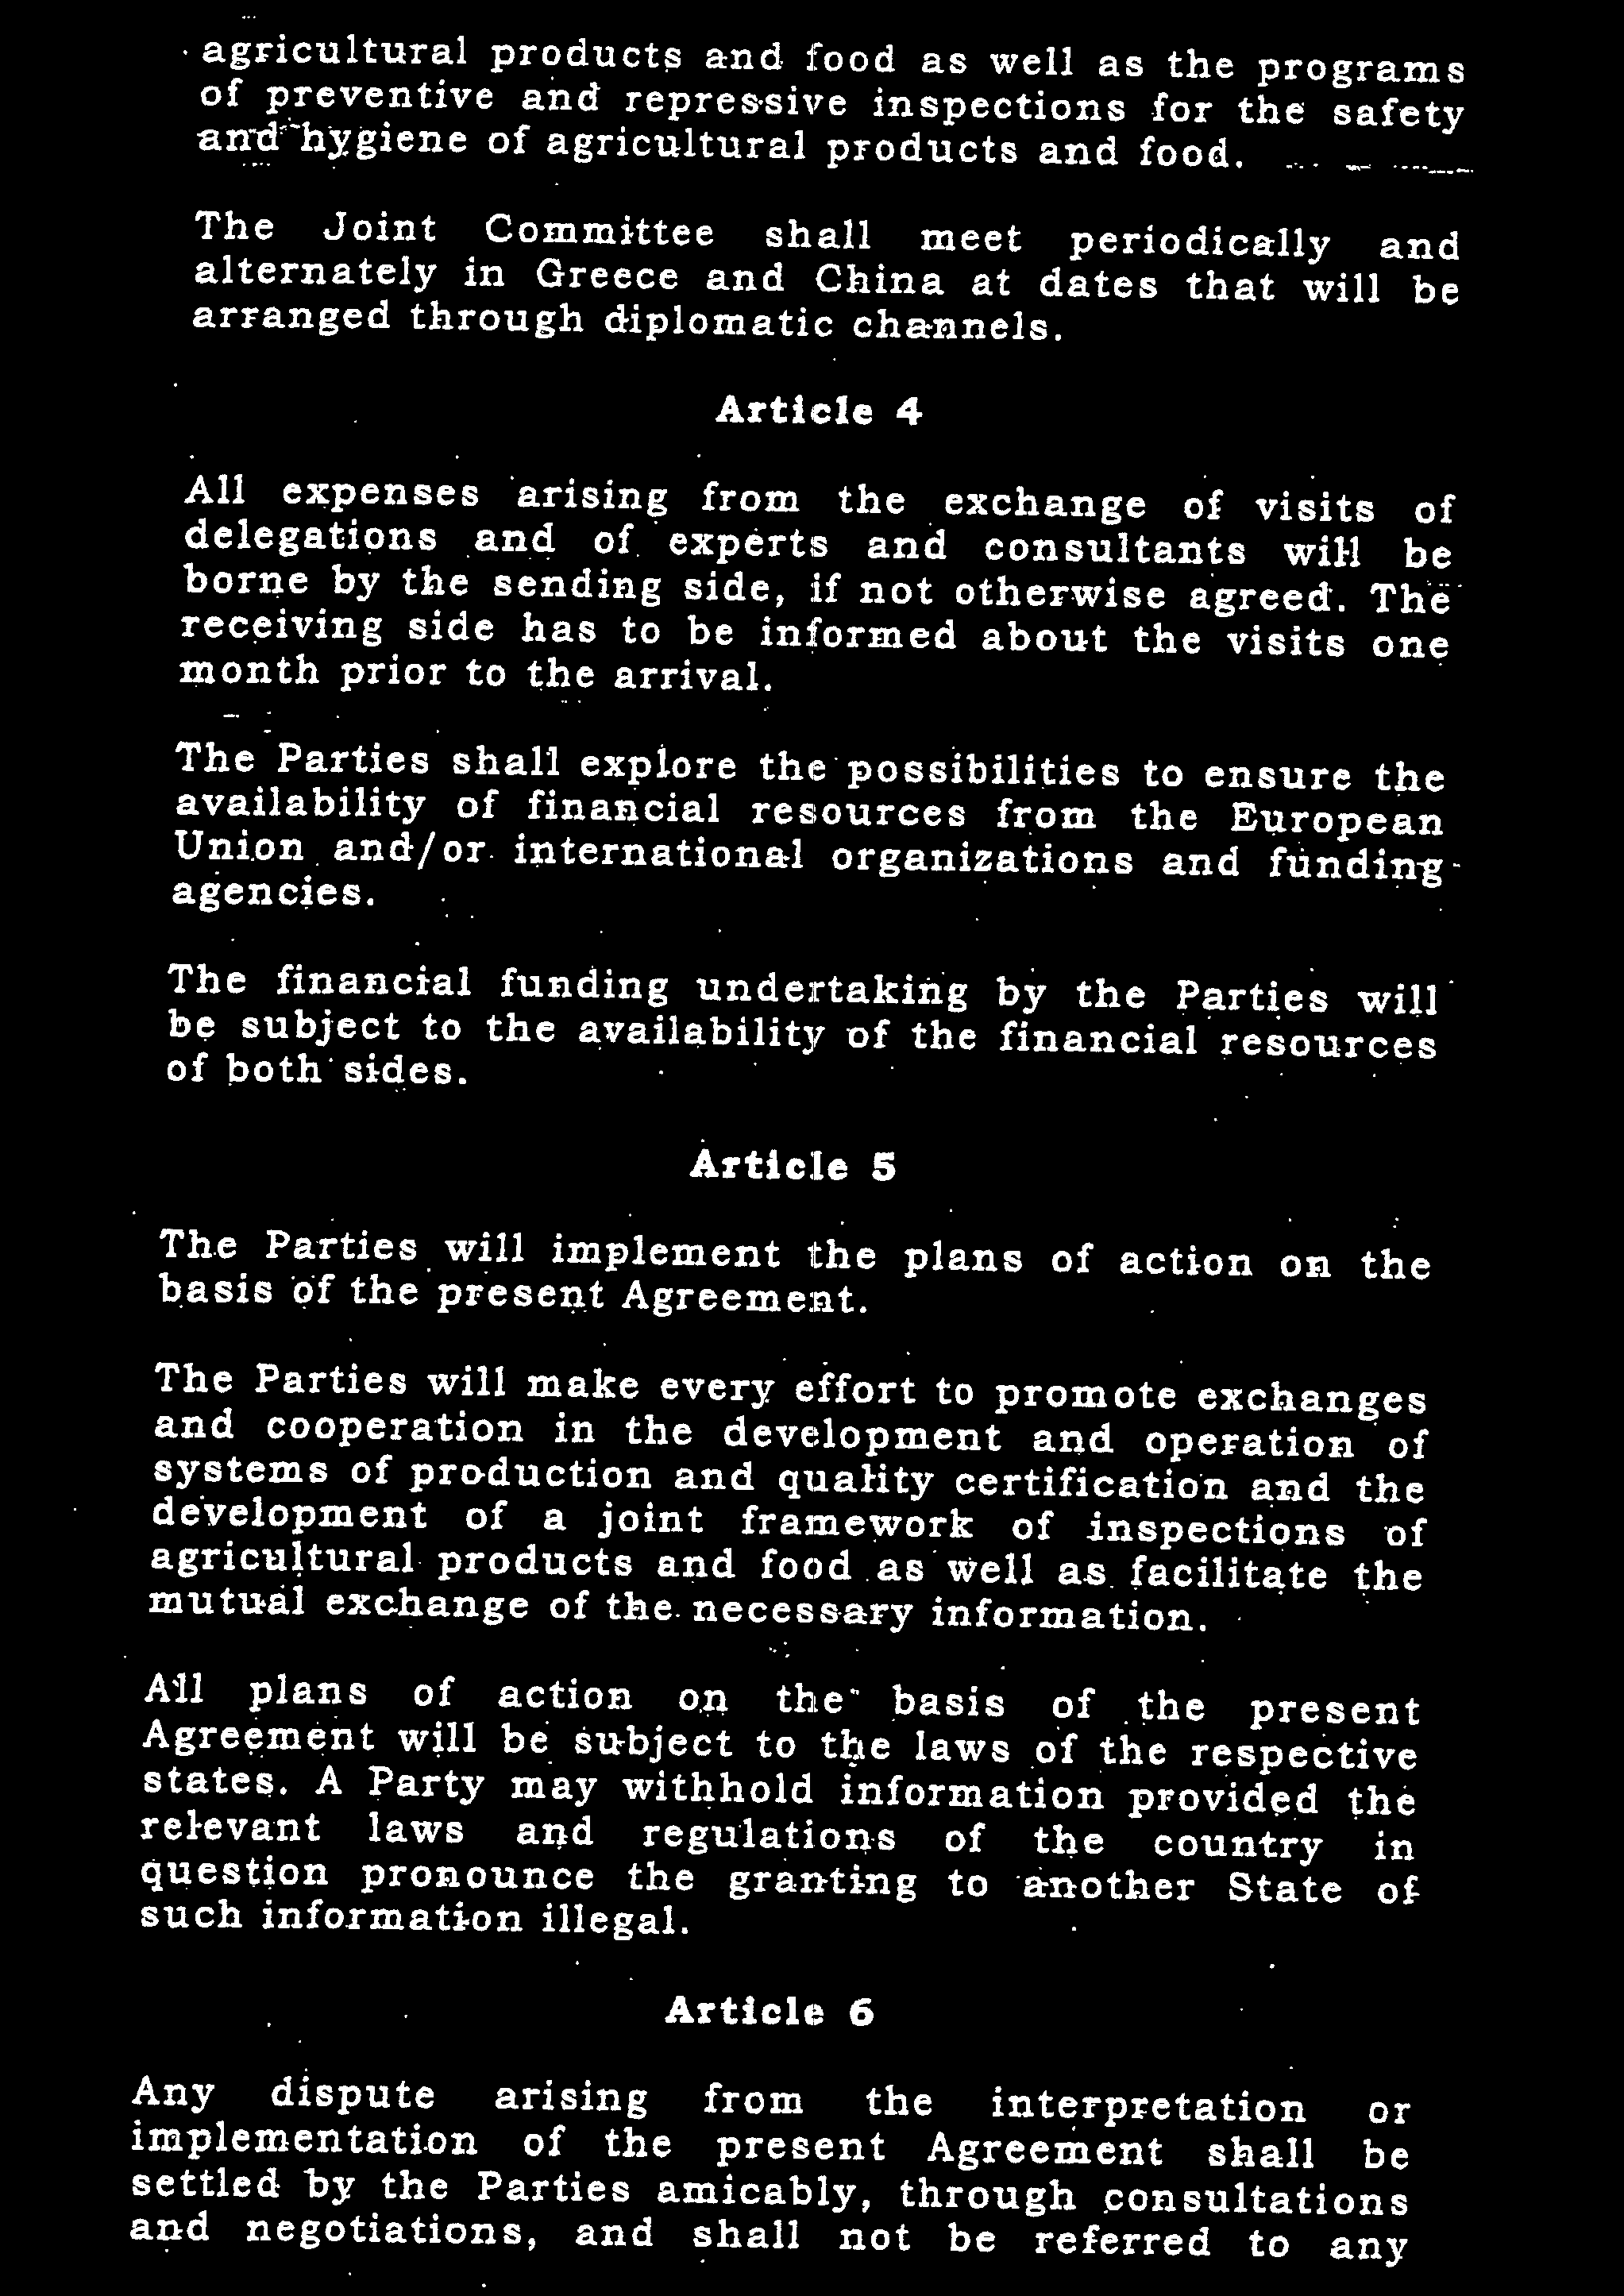 agricultural products and food as well as the programs
of preventive and repressive inspections for the safety
and hygiene of agricultural products and food.
The Joint Committee shall meet periodically and
alternately in Greece and China at dates that will be
arranged through diplomatic channels.
Article 4
All expenses arising from the exchange of visits of
delegations and of experts and consultants will be
borne by the sending side, if not otherwise agreed. The
receiving side has to be informed about the visits one
month prior to the arrival.
The Parties shall explore the possibilities to ensure the
availability of financial resources from the European
Union and/or international organizations and funding
agencies.
The financial funding undertaking by the Parties will
be subject to the availability of the financial resources
of both sides.
Article 5
The Parties will implement the plans of action on the
basis of the present Agreement.
The Parties will make every effort to promote exchanges
and cooperation in the development and operation of
systems of production and quality certification and the
development of a joint framework of inspections of
agricultural products and food as well as facilitate the
mutual exchange of the necessary information.
All plans of action on the basis of the present
Agreement will be subject to the laws of the respective
states. A Party may withhold information provided the
relevant laws and regulations of the country in
question pronounce the granting to another State of
such information illegal.
Article 6
Any dispute arising from the interpretation or
implementation of the present Agreement shall be
settled by the Parties amicably, through consultations
and negotiations, and shall not be referred to any